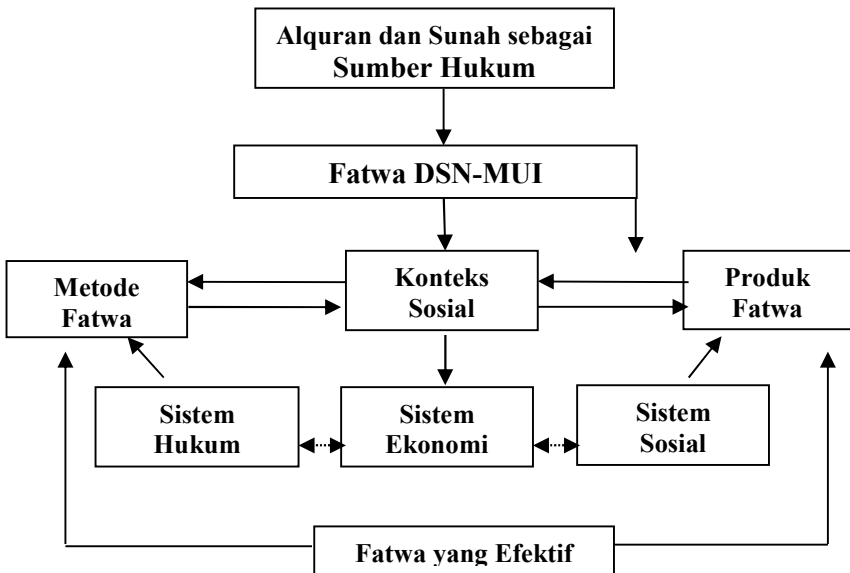 Alquran dan Sunah sebagai
Sumber Hukum
Fatwa DSN-MUI
Metode
Fatwa
Konteks
Sosial
Produk
Fatwa
Sistem
Hukum
Sistem
Ekonomi
Sistem
Sosial
Fatwa yang Efektif